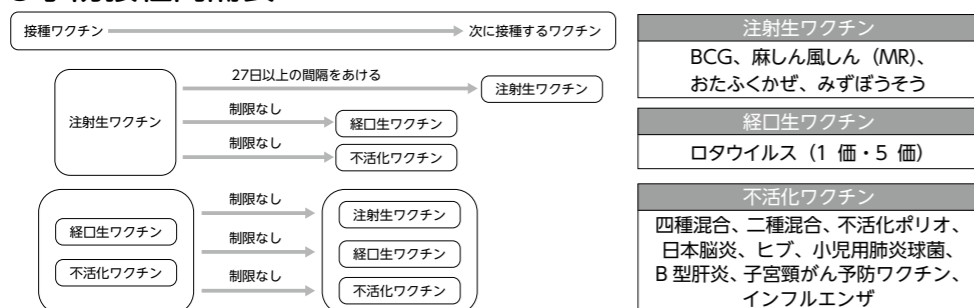 接種ワクチン
次に接種するワクチン
注射生ワクチン
27日以上の間隔をあける
注射生ワクチン
制限なし
経口生ワクチン
制限なし
不活化ワクチン
経口生ワクチン
不活化ワクチン
制限なし
制限なし
制限なし
注射生ワクチン
経口生ワクチン
不活化ワクチン
注射生ワクチン
BCG、麻しん風しん（MR）、
おたふくかぜ、みずぼうそう
経口生ワクチン
ロタウイルス（1 価・5 価）
不活化ワクチン
四種混合、二種混合、不活化ポリオ、
日本脳炎、ヒブ、小児用肺炎球菌、
B 型肝炎、子宮頸がん予防ワクチン、
インフルエンザ